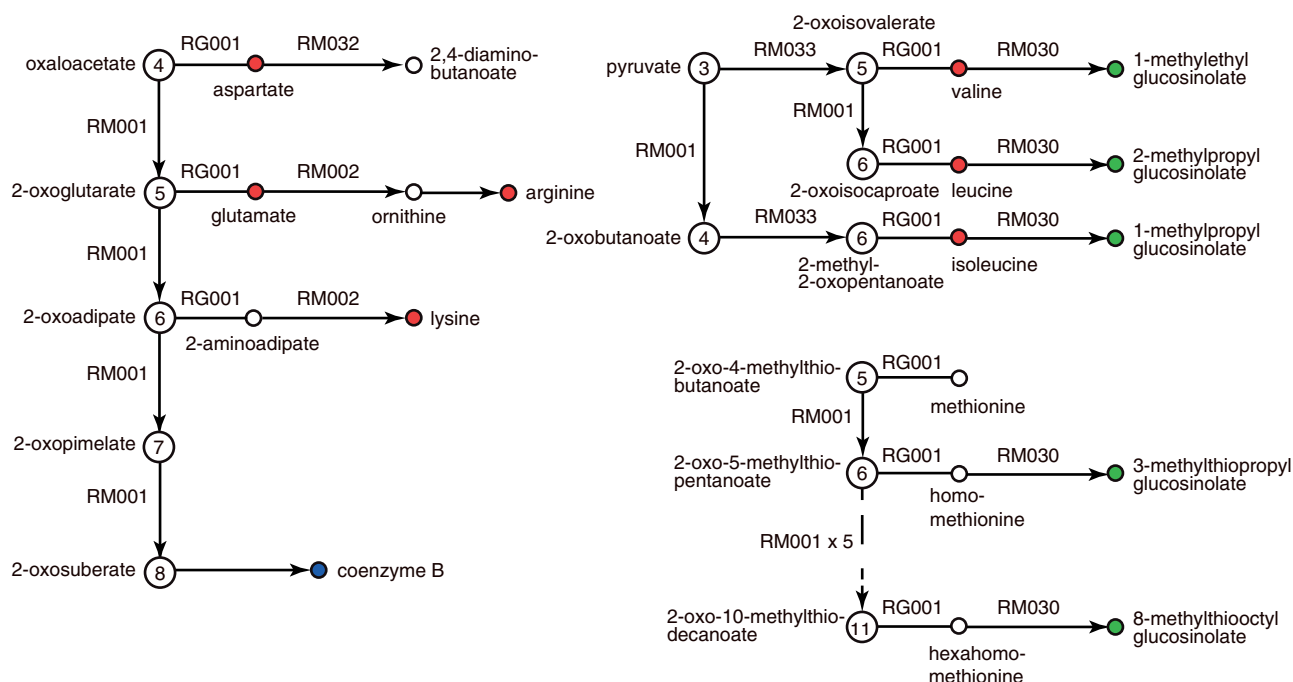 oxaloacetate
4
RG001
aspartate
RM032
2,4-diamino-
butanoate
RM001
2-oxoglutarate
5
RG001
glutamate
RM002
ornithine
arginine
RM001
2-oxoadipate
6
RG001
2-aminoadipate
RM002
lysine
RM001
2-oxopimelate
7
RM001
2-oxosuberate
8
coenzyme B
pyruvate
3
RM033
2-oxoisovalerate
5
RG001
valine
RM030
1-methylethyl
glucosinolate
RM001
6
2-oxoisocaproate
RG001
leucine
RM030
2-methylpropyl
glucosinolate
RM001
2-oxobutanoate
4
RM033
6
2-methyl-
2-oxopentanoate
RG001
isoleucine
RM030
1-methylpropyl
glucosinolate
2-oxo-4-methylthio-
butanoate
5
RG001
methionine
RM001
2-oxo-5-methylthio-
pentanoate
6
RG001
homo-
methionine
RM030
3-methylthiopropyl
glucosinolate
RM001 x 5
2-oxo-10-methylthio-
decanoate
11
RG001
hexahomo-
methionine
RM030
8-methylthiooctyl
glucosinolate